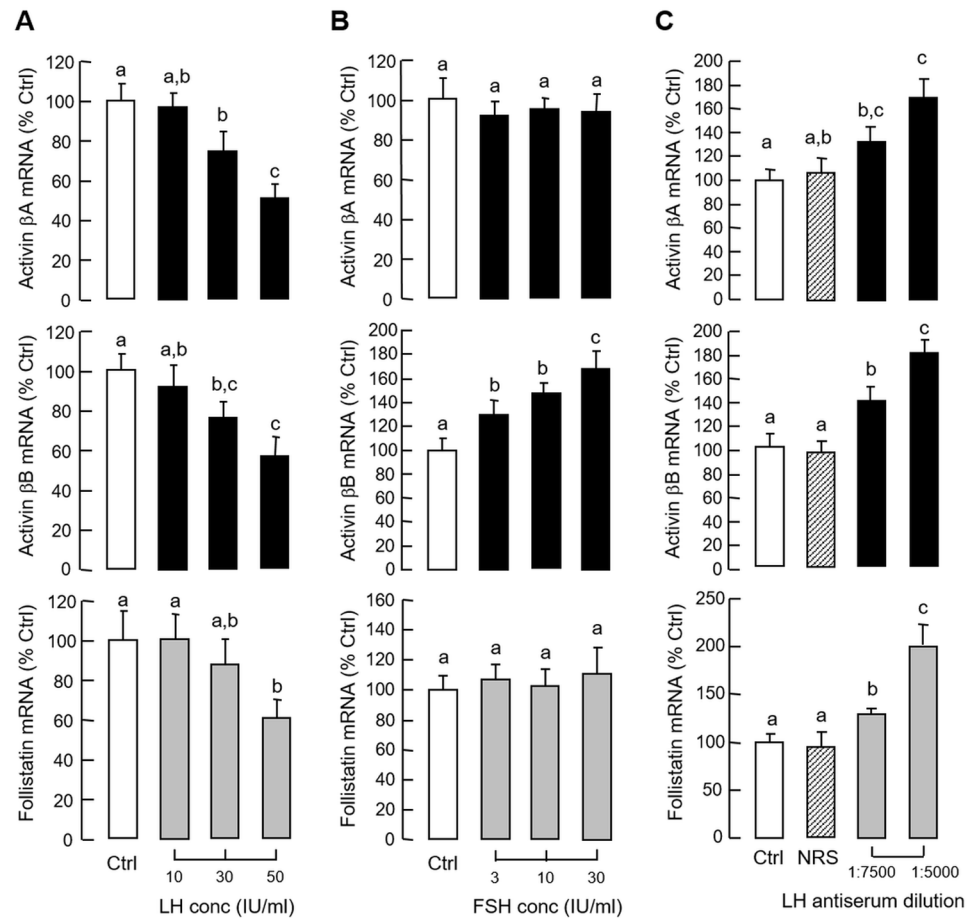 A
B
C
Activin βA mRNA (% Ctrl)
120
100
80
60
40
20
0
a
a,b
b
c
Activin βA mRNA (% Ctrl)
120
100
80
60
40
20
0
a
a
a
a
Activin βA mRNA (% Ctrl)
200
180
160
140
120
100
80
60
40
20
0
a
a,b
b,c
c
Activin βB mRNA (% Ctrl)
120
100
80
60
40
20
0
a
a,b
b,c
c
Activin βB mRNA (% Ctrl)
200
180
160
140
120
100
80
60
40
20
0
a
b
b
c
Activin βB mRNA (% Ctrl)
200
180
160
140
120
100
80
60
40
20
0
a
a
b
c
Follistatin mRNA (% Ctrl)
120
100
80
60
40
20
0
a
a
a,b
b
Ctrl
10
30
50
LH conc (IU/ml)
Follistatin mRNA (% Ctrl)
160
140
120
100
80
60
40
20
0
a
a
a
a
Ctrl
3
10
30
FSH conc (IU/ml)
Follistatin mRNA (% Ctrl)
250
200
150
100
50
0
a
a
b
c
Ctrl
NRS
1:7500
1:5000
LH antiserum dilution